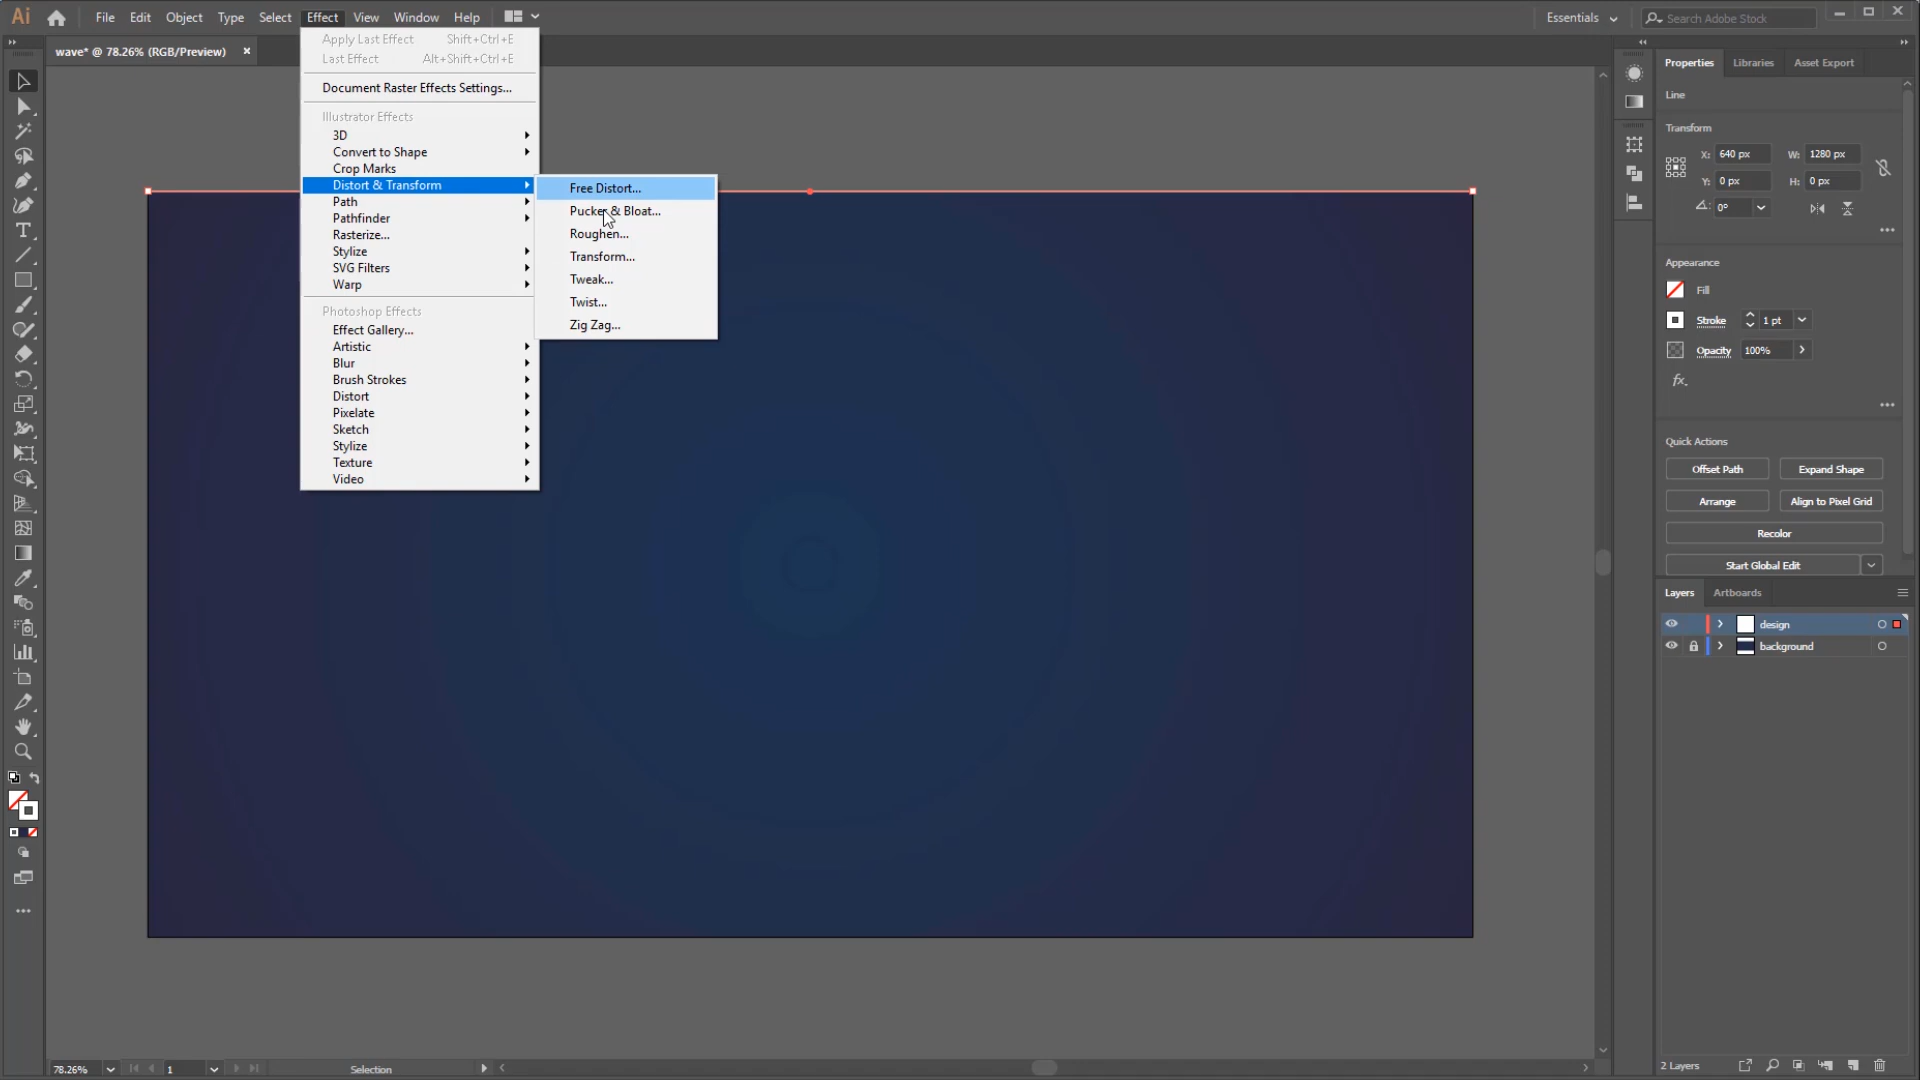 Ai File Edit Object Type Select Effect View Window Help Essentials Search Adobe Stock
wave* @ 78.26% (RGB/Preview) ×
Apply Last Effect Shift+Ctrl+E
Last Effect Alt+Shift+Ctrl+E
Document Raster Effects Settings...
Illustrator Effects
3D
Convert to Shape
Crop Marks
Distort & Transform
Path
Pathfinder
Rasterize...
Stylize
SVG Filters
Warp
Photoshop Effects
Effect Gallery...
Artistic
Blur
Brush Strokes
Distort
Pixelate
Sketch
Stylize
Texture
Video
Free Distort...
Pucker & Bloat...
Roughen...
Transform...
Tweak...
Twist...
Zig Zag...
Properties Libraries Asset Export
Line
Transform
X: 640 px W: 1280 px
Y: 0 px H: 0 px
0°
Appearance
Fill
Stroke 1 pt
Opacity 100%
fx.
Quick Actions
Offset Path Expand Shape
Arrange Align to Pixel Grid
Recolor
Start Global Edit
Layers Artboards
design
background
2 Layers
78.26% 1 Selection